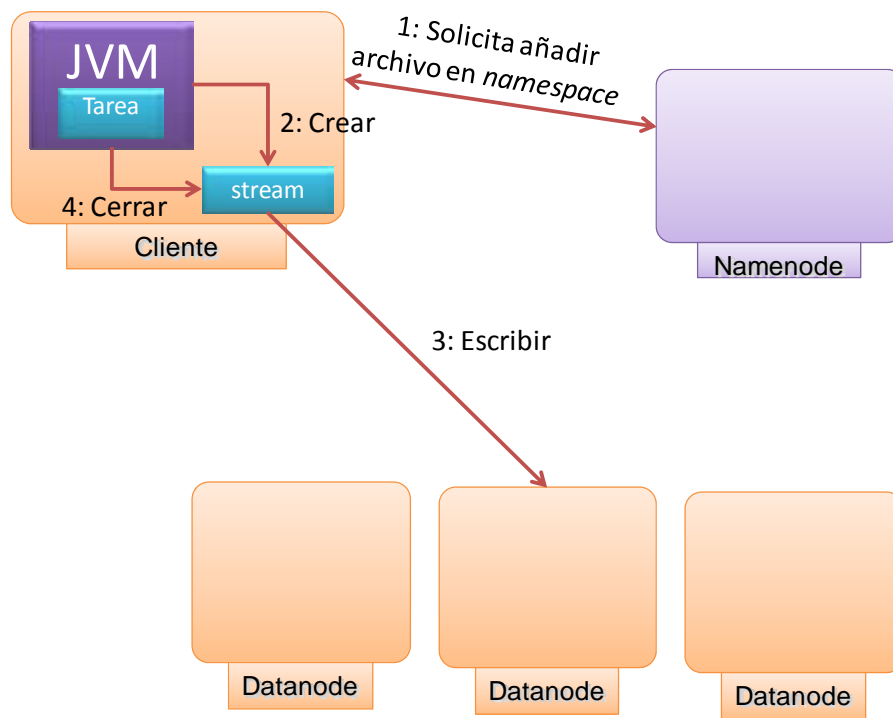 JVM
Tarea
1: Solicita añadir
archivo en namespace
2: Crear
stream
4: Cerrar
Cliente
Namenode
3: Escribir
Datanode
Datanode
Datanode